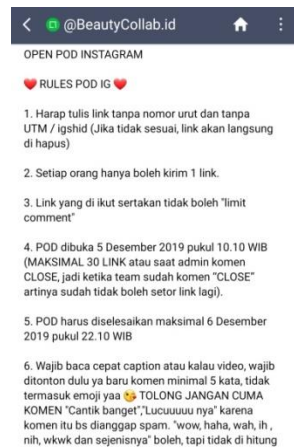 @BeautyCollab.id
OPEN POD INSTAGRAM
❤️ RULES POD IG ❤️
1. Harap tulis link tanpa nomor urut dan tanpa
UTM / igshid (Jika tidak sesuai, link akan langsung
di hapus)
2. Setiap orang hanya boleh kirim 1 link.
3. Link yang di ikut sertakan tidak boleh "limit
comment"
4. POD dibuka 5 Desember 2019 pukul 10.10 WIB
(MAKSIMAL 30 LINK atau saat admin komen
CLOSE, jadi ketika team sudah komen “CLOSE”
artinya sudah tidak boleh setor link lagi).
5. POD harus diselesaikan maksimal 6 Desember
2019 pukul 22.10 WIB
6. Wajib baca cepat caption atau kalau video, wajib
ditonton dulu ya baru komen minimal 5 kata, tidak
termasuk emoji yaa 😘 TOLONG JANGAN CUMA
KOMEN "Cantik banget","Lucuuuuu nya" karena
komen itu bs dianggap spam. "wow, haha, wah, ih ,
nih, wkwk dan sejenisnya" boleh, tapi tidak di hitung